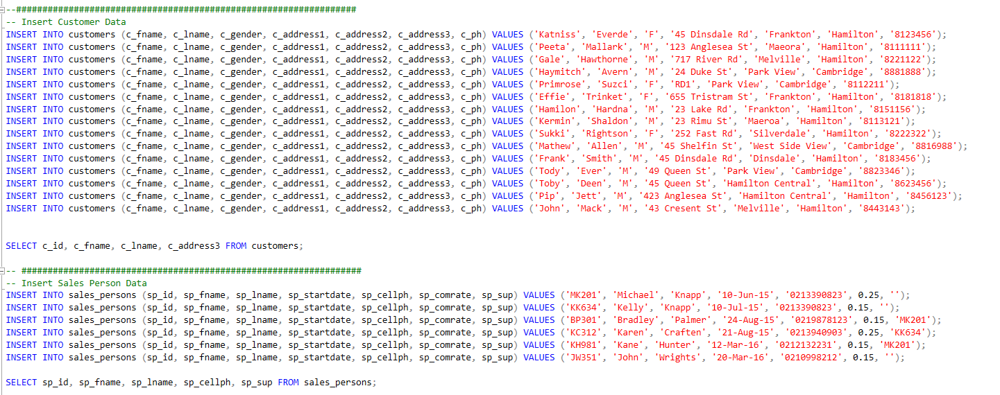 --#################################################################
-- Insert Customer Data
INSERT INTO customers (c_fname, c_lname, c_gender, c_address1, c_address2, c_address3, c_ph) VALUES ('Katniss', 'Everde', 'F', '45 Dinsdale Rd', 'Frankton', 'Hamilton', '8123456');
INSERT INTO customers (c_fname, c_lname, c_gender, c_address1, c_address2, c_address3, c_ph) VALUES ('Peeta', 'Mallark', 'M', '123 Anglesea St', 'Maeora', 'Hamilton', '8111111');
INSERT INTO customers (c_fname, c_lname, c_gender, c_address1, c_address2, c_address3, c_ph) VALUES ('Gale', 'Hawthorne', 'M', '717 River Rd', 'Melville', 'Hamilton', '8221122');
INSERT INTO customers (c_fname, c_lname, c_gender, c_address1, c_address2, c_address3, c_ph) VALUES ('Haymitch', 'Avern', 'M', '24 Duke St', 'Park View', 'Cambridge', '8881888');
INSERT INTO customers (c_fname, c_lname, c_gender, c_address1, c_address2, c_address3, c_ph) VALUES ('Primrose', 'Suzci', 'F', 'RD1', 'Park View', 'Cambridge', '8112211');
INSERT INTO customers (c_fname, c_lname, c_gender, c_address1, c_address2, c_address3, c_ph) VALUES ('Effie', 'Trinket', 'F', '655 Tristram St', 'Frankton', 'Hamilton', '8181818');
INSERT INTO customers (c_fname, c_lname, c_gender, c_address1, c_address2, c_address3, c_ph) VALUES ('Hamilon', 'Hardna', 'M', '23 Lake Rd', 'Frankton', 'Hamilton', '8151156');
INSERT INTO customers (c_fname, c_lname, c_gender, c_address1, c_address2, c_address3, c_ph) VALUES ('Kermin', 'Shaldon', 'M', '23 Rimu St', 'Maeroa', 'Hamilton', '8113121');
INSERT INTO customers (c_fname, c_lname, c_gender, c_address1, c_address2, c_address3, c_ph) VALUES ('Sukki', 'Rightson', 'F', '252 Fast Rd', 'Silverdale', 'Hamilton', '8222322');
INSERT INTO customers (c_fname, c_lname, c_gender, c_address1, c_address2, c_address3, c_ph) VALUES ('Mathew', 'Allen', 'M', '45 Shelfin St', 'West Side View', 'Cambridge', '8816988');
INSERT INTO customers (c_fname, c_lname, c_gender, c_address1, c_address2, c_address3, c_ph) VALUES ('Frank', 'Smith', 'M', '45 Dinsdale Rd', 'Dinsdale', 'Hamilton', '8183456');
INSERT INTO customers (c_fname, c_lname, c_gender, c_address1, c_address2, c_address3, c_ph) VALUES ('Tody', 'Ever', 'M', '49 Queen St', 'Park View', 'Cambridge', '8823346');
INSERT INTO customers (c_fname, c_lname, c_gender, c_address1, c_address2, c_address3, c_ph) VALUES ('Toby', 'Deen', 'M', '45 Queen St', 'Hamilton Central', 'Hamilton', '8623456');
INSERT INTO customers (c_fname, c_lname, c_gender, c_address1, c_address2, c_address3, c_ph) VALUES ('Pip', 'Jett', 'M', '423 Anglesea St', 'Hamilton Central', 'Hamilton', '8456123');
INSERT INTO customers (c_fname, c_lname, c_gender, c_address1, c_address2, c_address3, c_ph) VALUES ('John', 'Mack', 'M', '43 Cresent St', 'Melville', 'Hamilton', '8443143');
SELECT c_id, c_fname, c_lname, c_address3 FROM customers;
-- #################################################################
-- Insert Sales Person Data
INSERT INTO sales_persons (sp_id, sp_fname, sp_lname, sp_startdate, sp_cellph, sp_comrate, sp_sup) VALUES ('MK201', 'Michael', 'Knapp', '10-Jun-15', '0213390823', 0.25, '');
INSERT INTO sales_persons (sp_id, sp_fname, sp_lname, sp_startdate, sp_cellph, sp_comrate, sp_sup) VALUES ('KK634', 'Kelly', 'Knapp', '10-Jul-15', '0213390823', 0.15, '');
INSERT INTO sales_persons (sp_id, sp_fname, sp_lname, sp_startdate, sp_cellph, sp_comrate, sp_sup) VALUES ('BP301', 'Bradley', 'Palmer', '24-Aug-15', '0219878123', 0.15, 'MK201');
INSERT INTO sales_persons (sp_id, sp_fname, sp_lname, sp_startdate, sp_cellph, sp_comrate, sp_sup) VALUES ('KC312', 'Karen', 'Craften', '21-Aug-15', '0213940903', 0.25, 'KK634');
INSERT INTO sales_persons (sp_id, sp_fname, sp_lname, sp_startdate, sp_cellph, sp_comrate, sp_sup) VALUES ('KH981', 'Kane', 'Hunter', '12-Mar-16', '0212132231', 0.15, 'MK201');
INSERT INTO sales_persons (sp_id, sp_fname, sp_lname, sp_startdate, sp_cellph, sp_comrate, sp_sup) VALUES ('JW351', 'John', 'Wrights', '20-Mar-16', '0210998212', 0.15, '');
SELECT sp_id, sp_fname, sp_lname, sp_cellph, sp_sup FROM sales_persons;